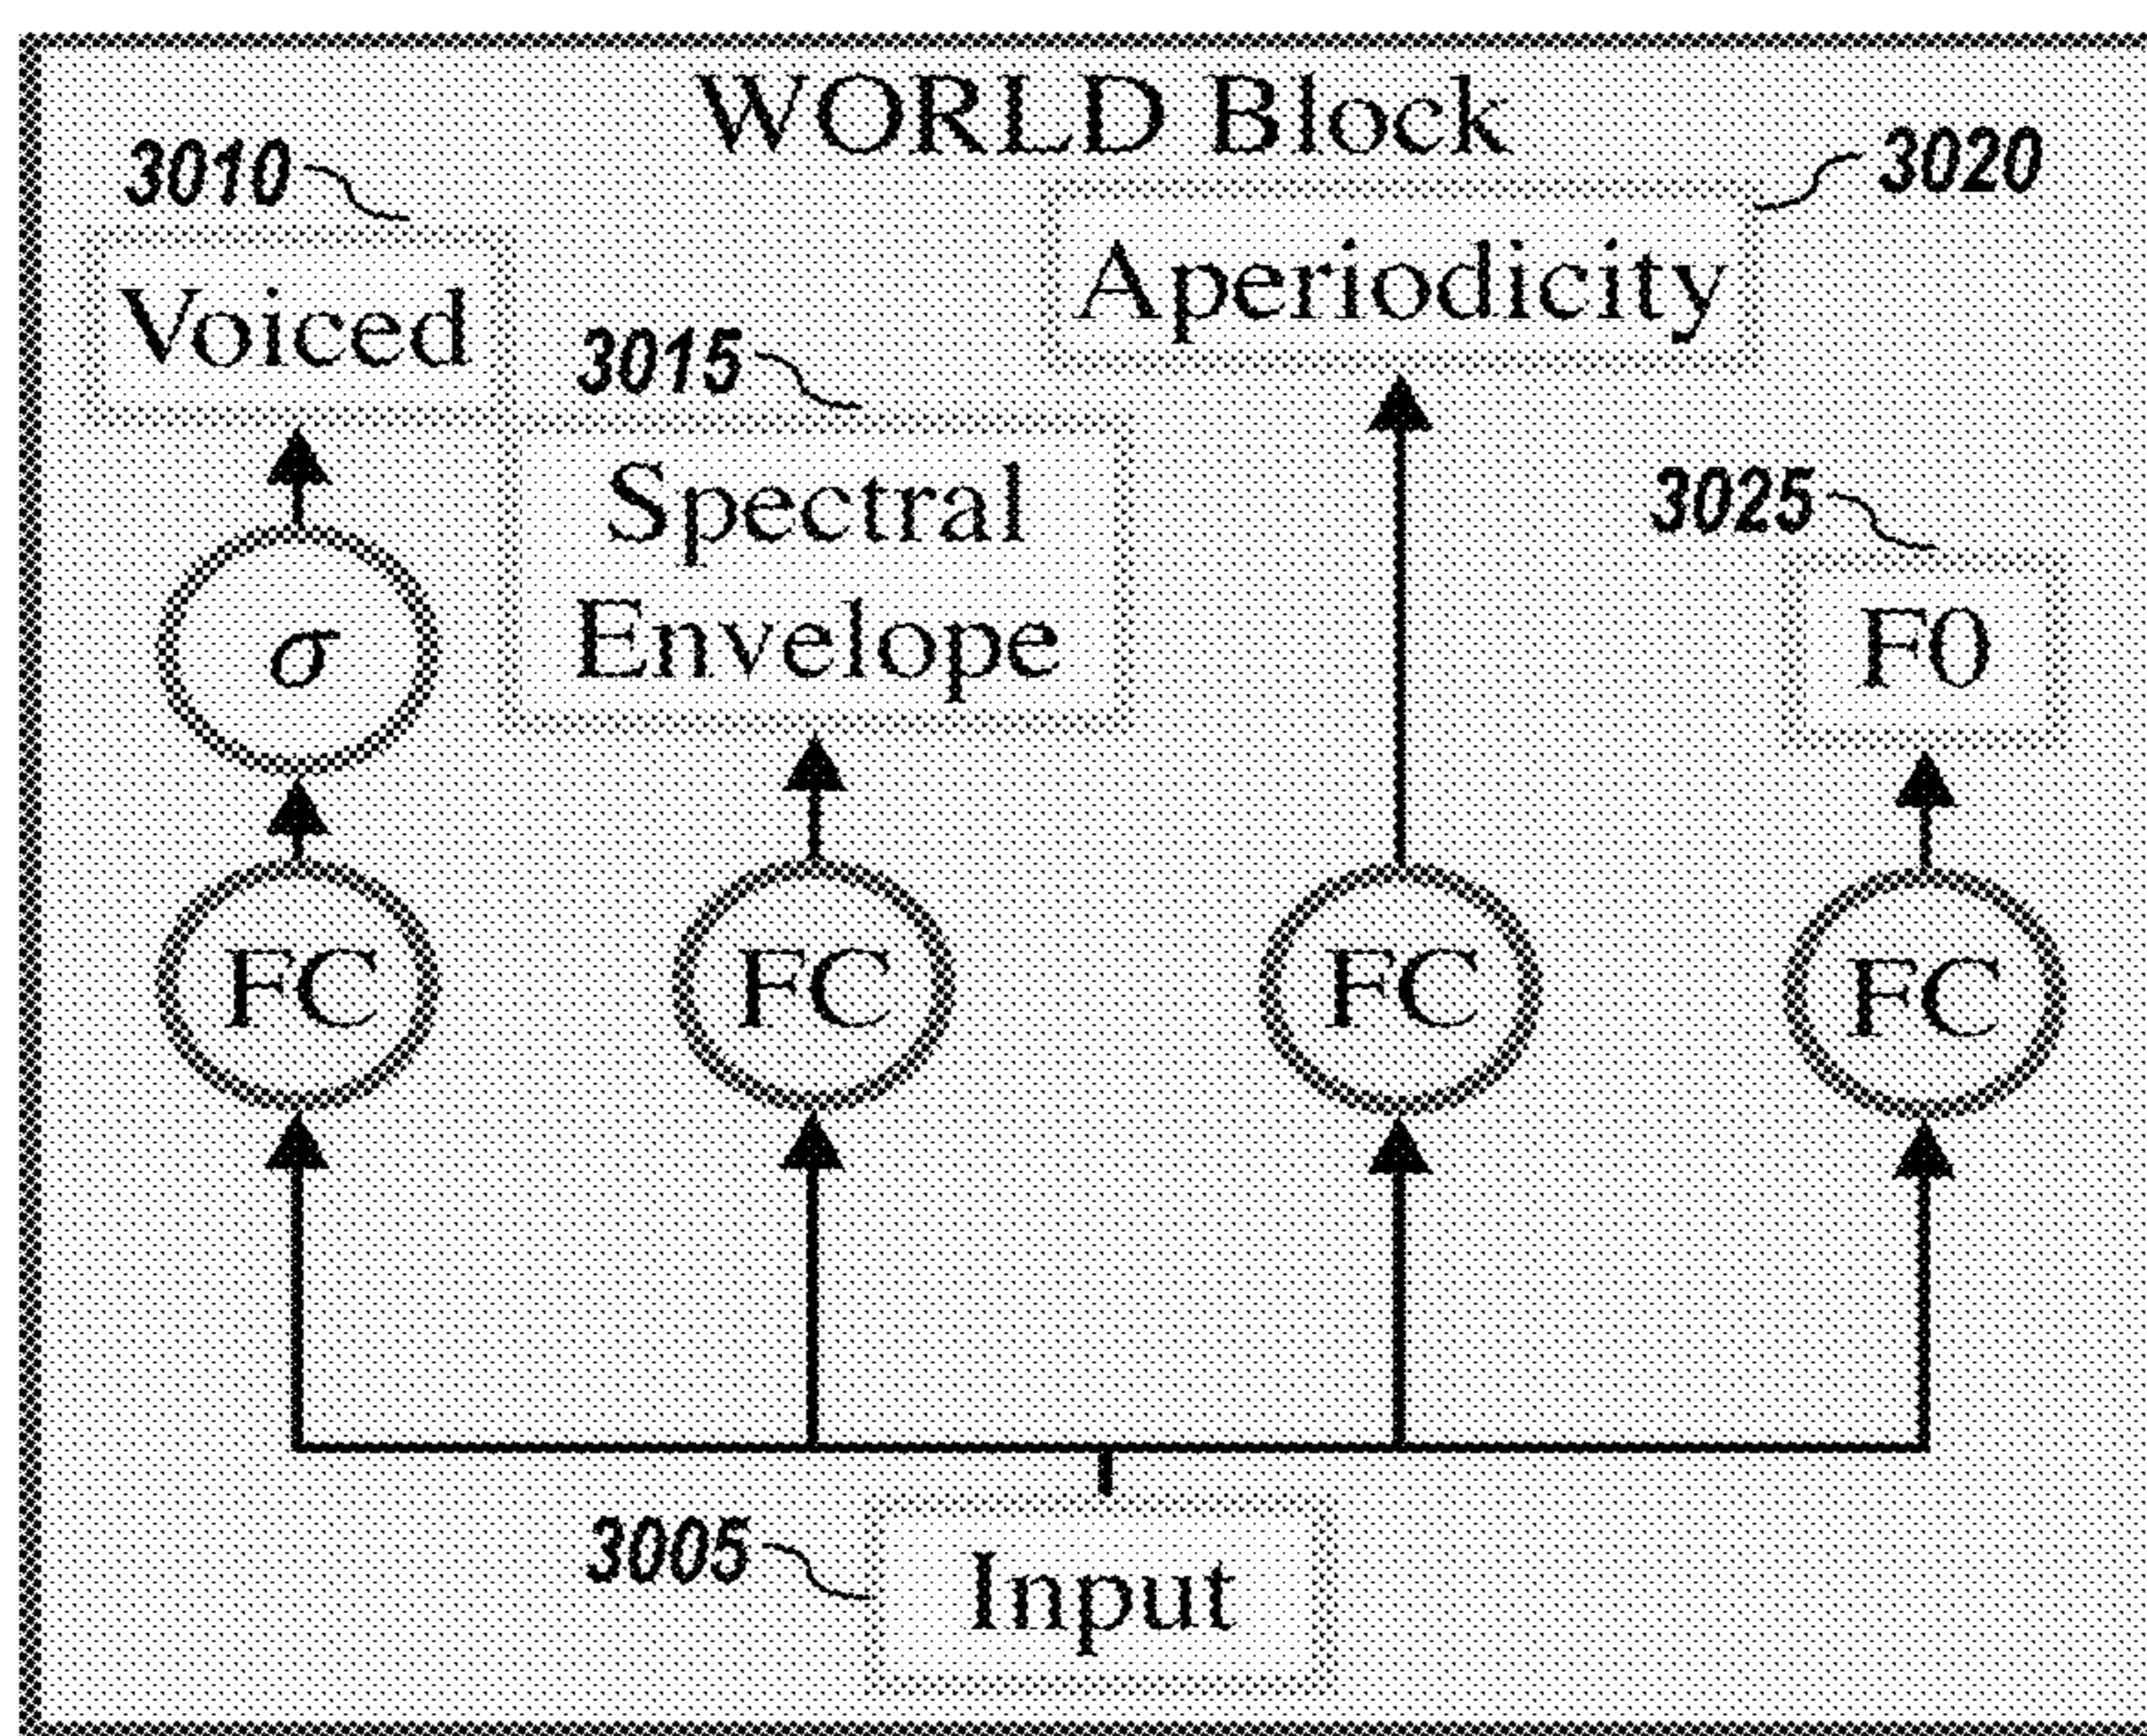 WORLD Block
3010
3020
Voiced
Aperiodicity
3015
Spectral
Envelope
3025
σ
F0
FC
FC
FC
FC
3005
Input